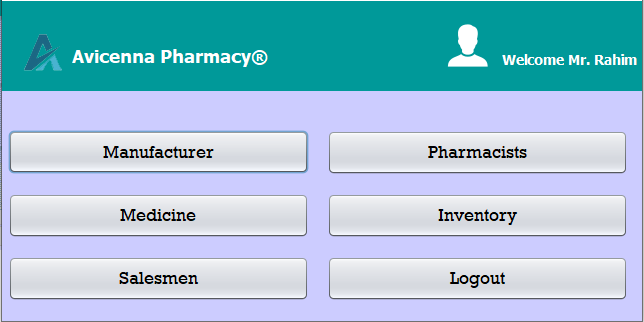 Avicenna Pharmacy®
Welcome Mr. Rahim
Manufacturer
Pharmacists
Medicine
Inventory
Salesmen
Logout